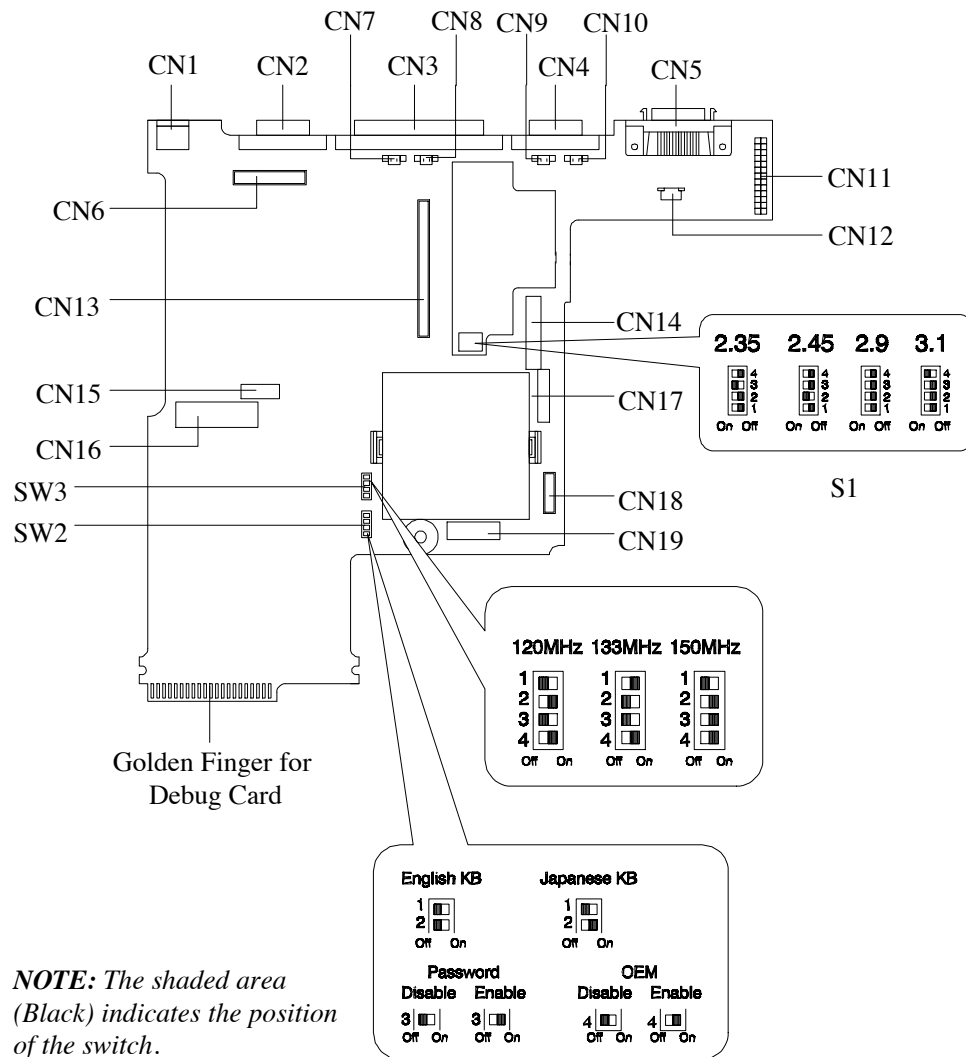 CN7 CN8 CN9 CN10
CN1 CN2 CN3 CN4 CN5
CN6
CN11
CN12
CN13
CN14
2.35 2.45 2.9 3.1
4 4 4 4
3 3 3 3
2 2 2 2
1 1 1 1
On Off On Off On Off On Off
S1
CN15
CN16
CN17
SW3
SW2
CN18
CN19
120MHz 133MHz 150MHz
1 1 1
2 2 2
3 3 3
4 4 4
Off On Off On Off On
Golden Finger for
Debug Card
English KB Japanese KB
1 1
2 2
Off On Off On
Password OEM
Disable Enable Disable Enable
3 3 4 4
Off On Off On Off On Off On
NOTE: The shaded area
(Black) indicates the position
of the switch.